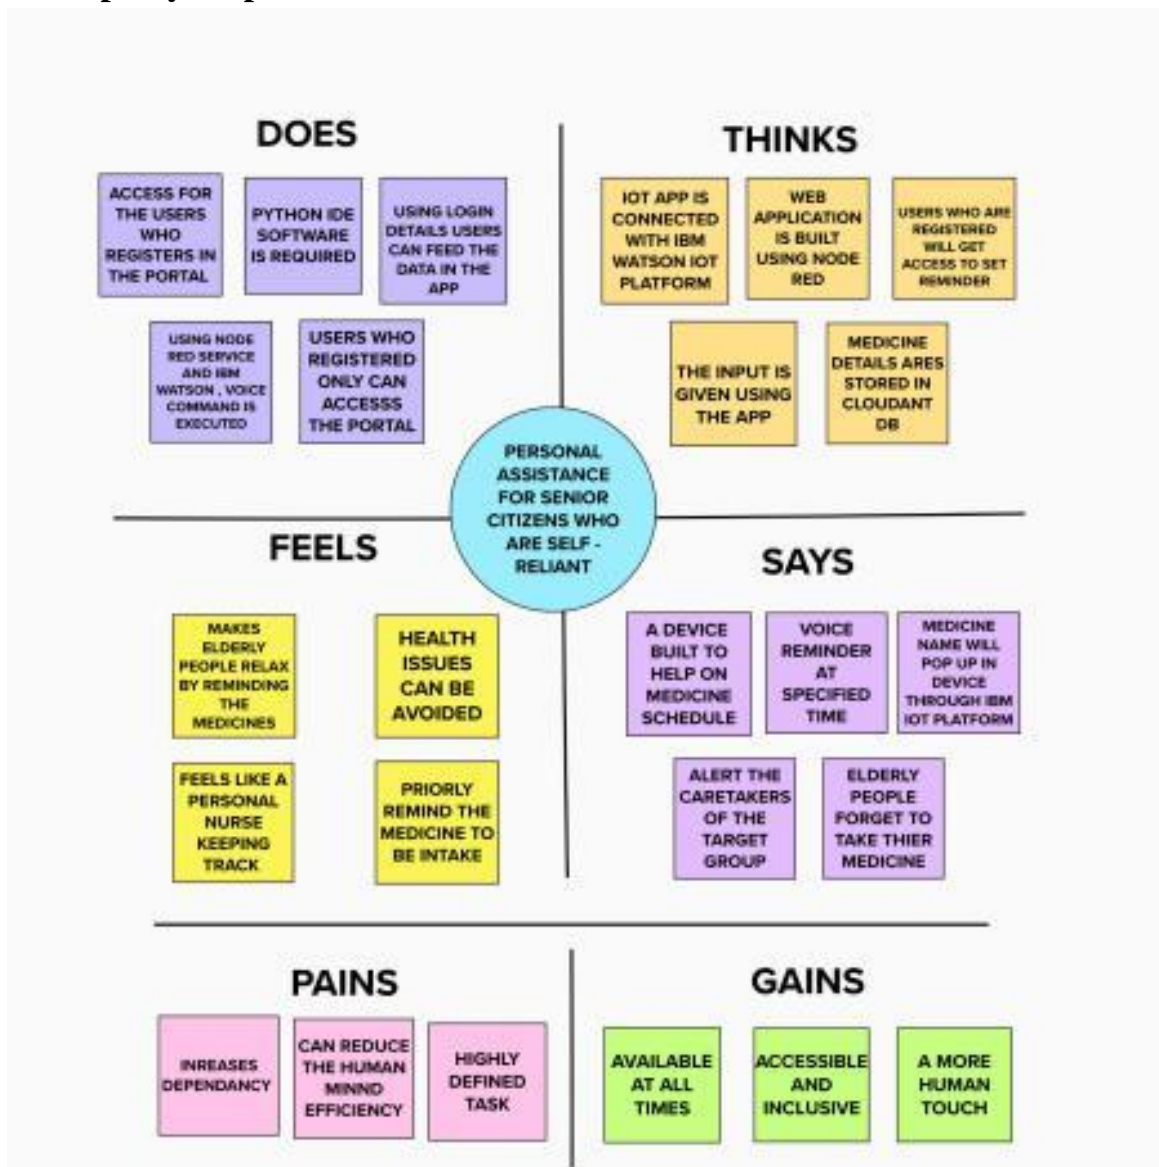 DOES
ACCESS FOR
THE USERS
WHO
REGISTERS IN
THE PORTAL
PYTHON IDE
SOFTWARE
IS REQUIRED
USING LOGIN
DETAILS USERS
CAN FEED THE
DATA IN THE
APP
USING NODE
RED SERVICE
AND IBM
WATSON , VOICE
COMMAND IS
EXECUTED
USERS WHO
REGISTERED
ONLY CAN
ACCESSS
THE PORTAL
THINKS
IOT APP IS
CONNECTED
WITH IBM
WATSON IOT
PLATFORM
WEB
APPLICATION
IS BUILT
USING NODE
RED
USERS WHO ARE
REGISTERED
WILL GET
ACCESS TO SET
REMINDER
THE INPUT IS
GIVEN USING
THE APP
MEDICINE
DETAILS ARES
STORED IN
CLOUDANT
DB
PERSONAL
ASSISTANCE
FOR SENIOR
CITIZENS WHO
ARE SELF -
RELIANT
FEELS
MAKES
ELDERLY
PEOPLE RELAX
BY REMINDING
THE
MEDICINES
HEALTH
ISSUES
CAN BE
AVOIDED
FEELS LIKE A
PERSONAL
NURSE
KEEPING
TRACK
PRIORLY
REMIND THE
MEDICINE TO
BE INTAKE
SAYS
A DEVICE
BUILT TO
HELP ON
MEDICINE
SCHEDULE
VOICE
REMINDER
AT
SPECIFIED
TIME
MEDICINE
NAME WILL
POP UP IN
DEVICE
THROUGH IBM
IOT PLATFORM
ALERT THE
CARETAKERS
OF THE
TARGET
GROUP
ELDERLY
PEOPLE
FORGET TO
TAKE THIER
MEDICINE
PAINS
INREASES
DEPENDANCY
CAN REDUCE
THE HUMAN
MINND
EFFICIENCY
HIGHLY
DEFINED
TASK
GAINS
AVAILABLE
AT ALL
TIMES
ACCESSIBLE
AND
INCLUSIVE
A MORE
HUMAN
TOUCH